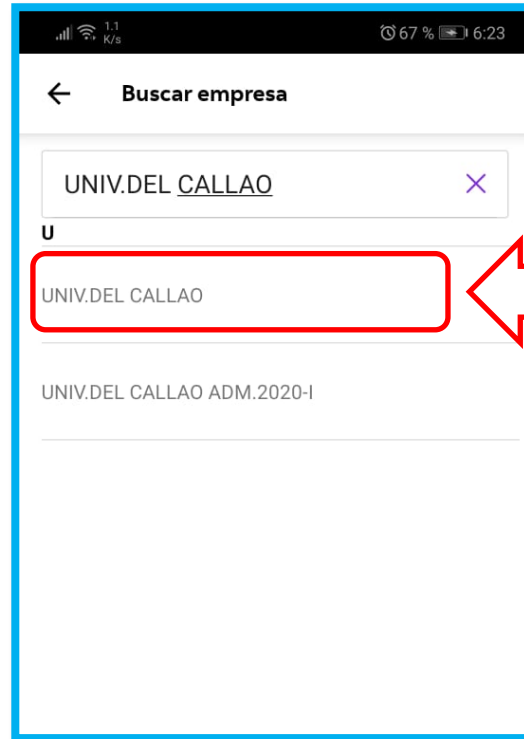 1.1
K/s
67 % 6:23
Buscar empresa
UNIV.DEL CALLAO
U
UNIV.DEL CALLAO
UNIV.DEL CALLAO ADM.2020-I